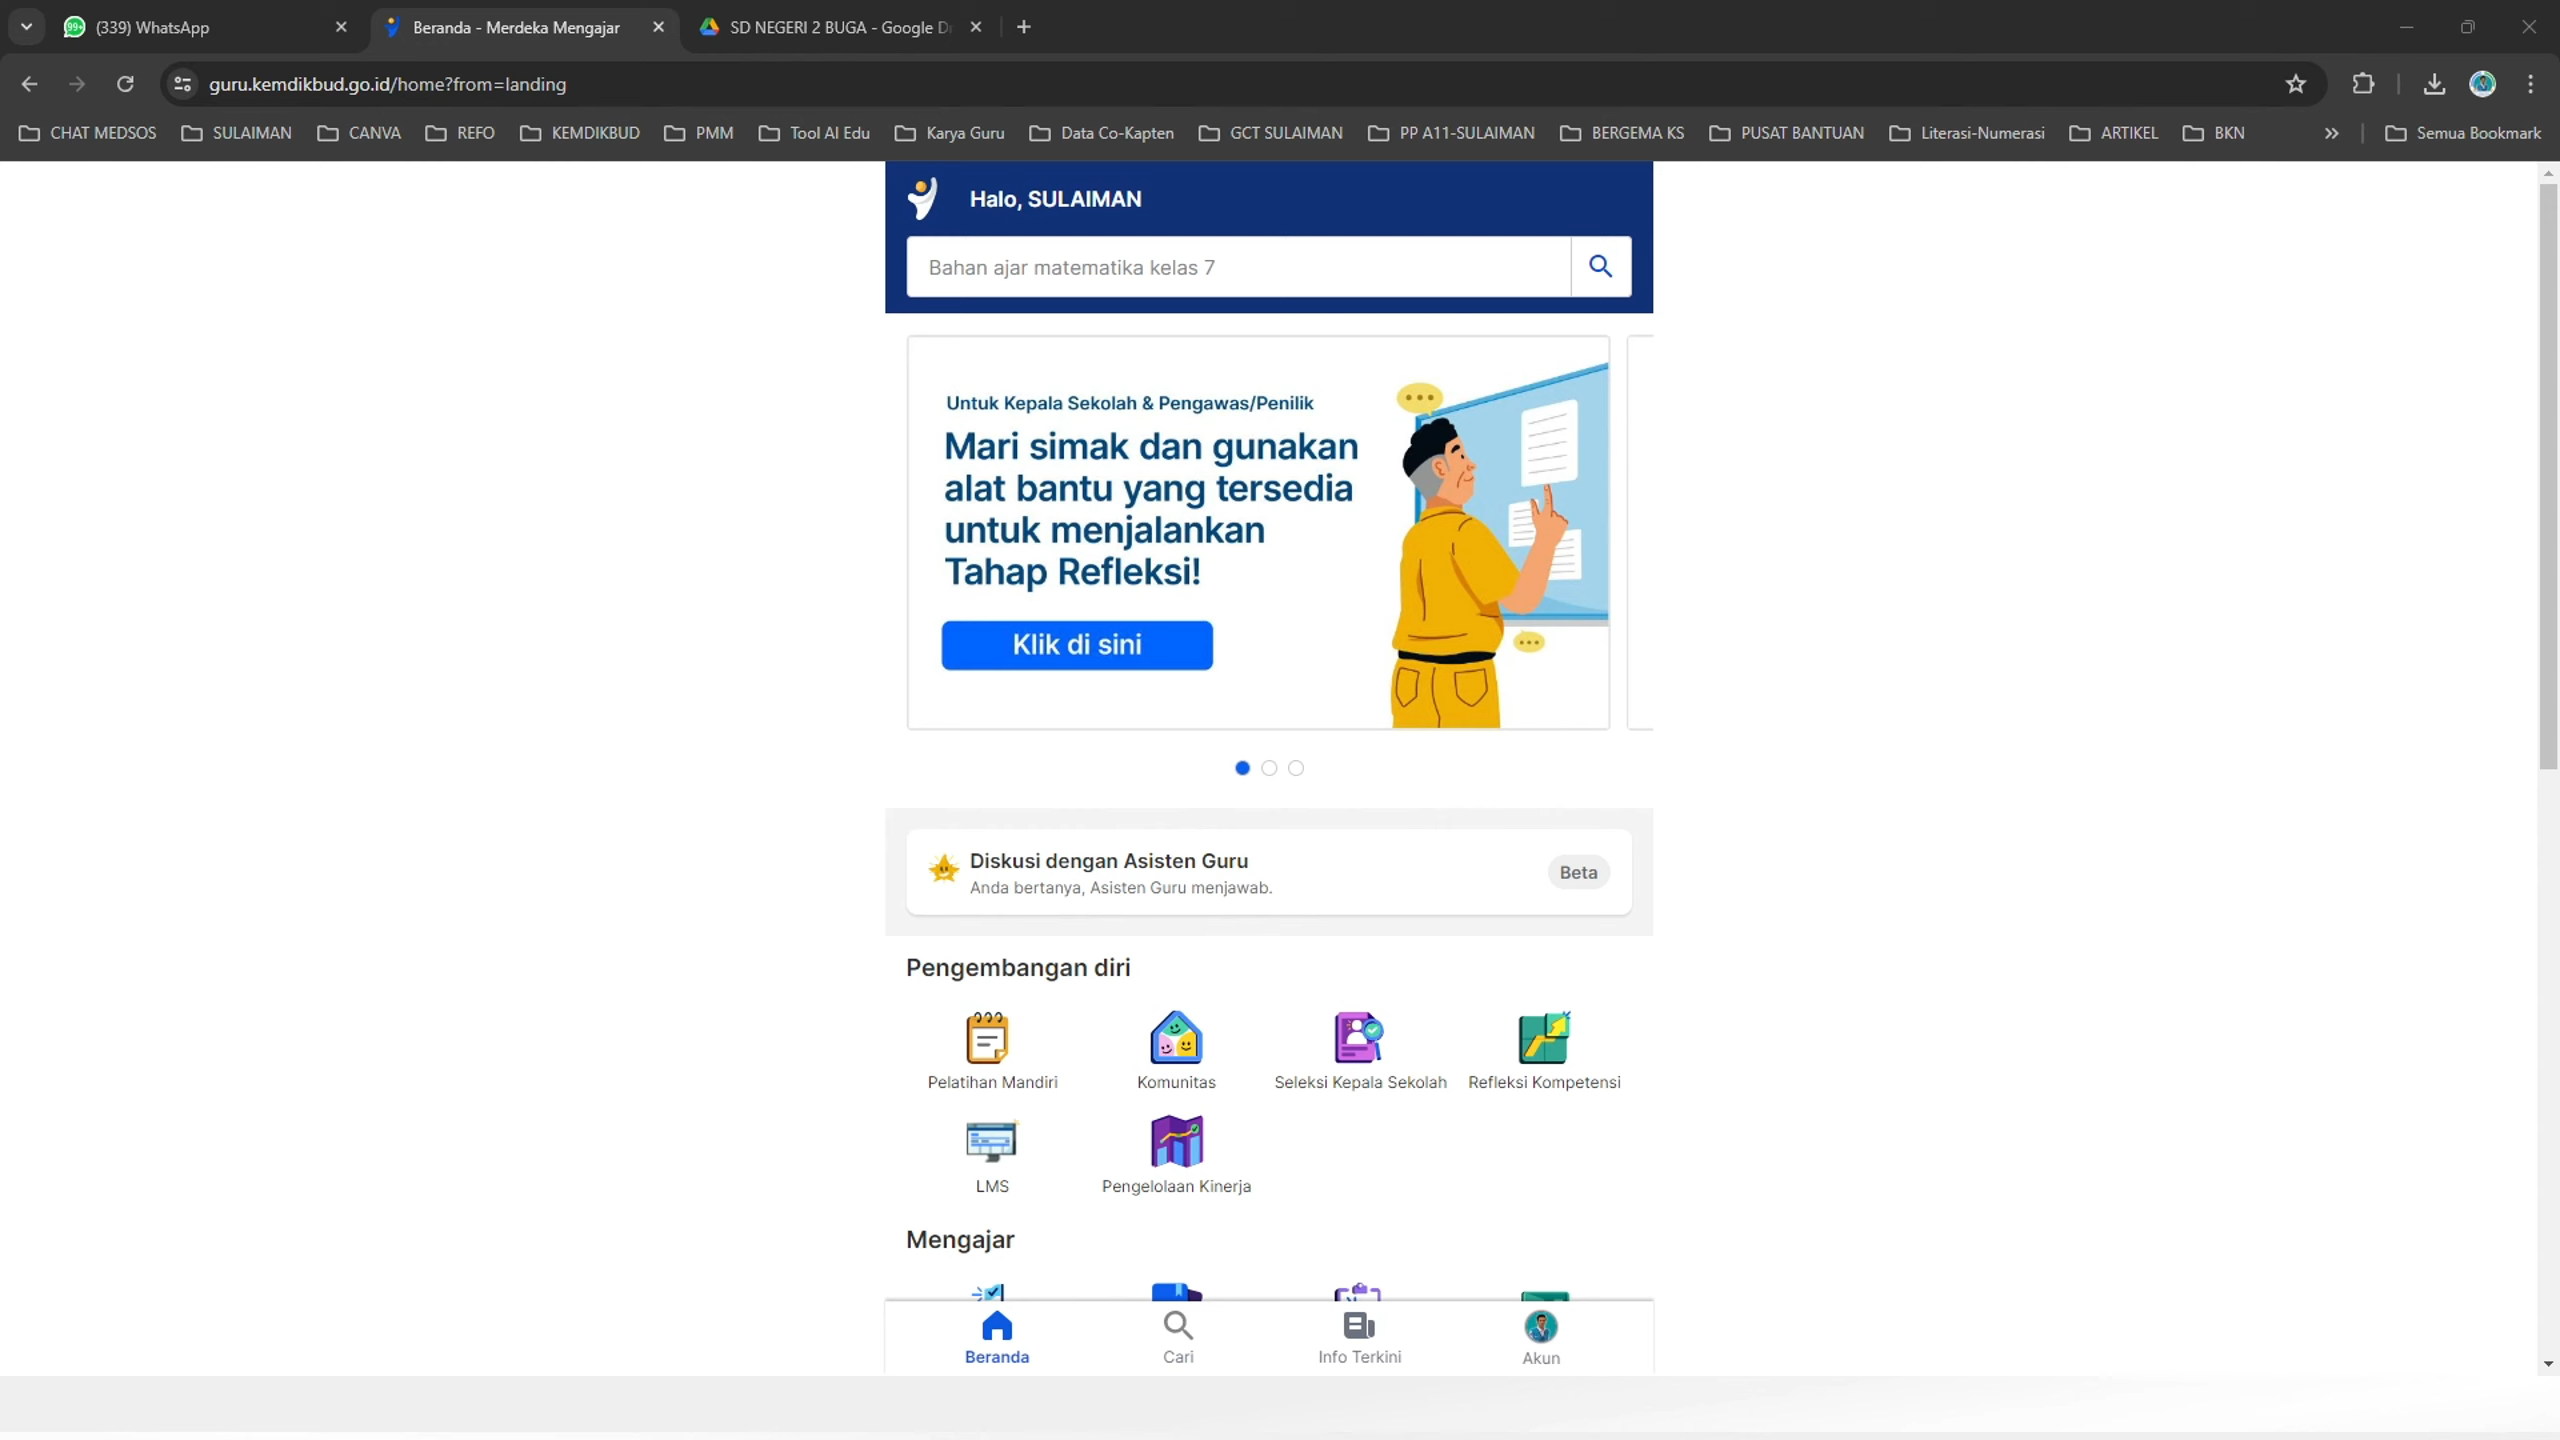 (339) WhatsApp
Beranda - Merdeka Mengajar
SD NEGERI 2 BUGA - Google D
guru.kemdikbud.go.id/home?from=landing
CHAT MEDSOS
SULAIMAN
CANVA
REFO
KEMDIKBUD
PMM
Tool AI Edu
Karya Guru
Data Co-Kapten
GCT SULAIMAN
PP A11-SULAIMAN
BERGEMA KS
PUSAT BANTUAN
Literasi-Numerasi
ARTIKEL
BKN
Semua Bookmark
Halo, SULAIMAN
Bahan ajar matematika kelas 7
Untuk Kepala Sekolah & Pengawas/Penilik
Mari simak dan gunakan
alat bantu yang tersedia
untuk menjalankan
Tahap Refleksi!
Klik di sini
Diskusi dengan Asisten Guru
Anda bertanya, Asisten Guru menjawab.
Beta
Pengembangan diri
Pelatihan Mandiri
Komunitas
Seleksi Kepala Sekolah
Refleksi Kompetensi
LMS
Pengelolaan Kinerja
Mengajar
Beranda
Cari
Info Terkini
Akun